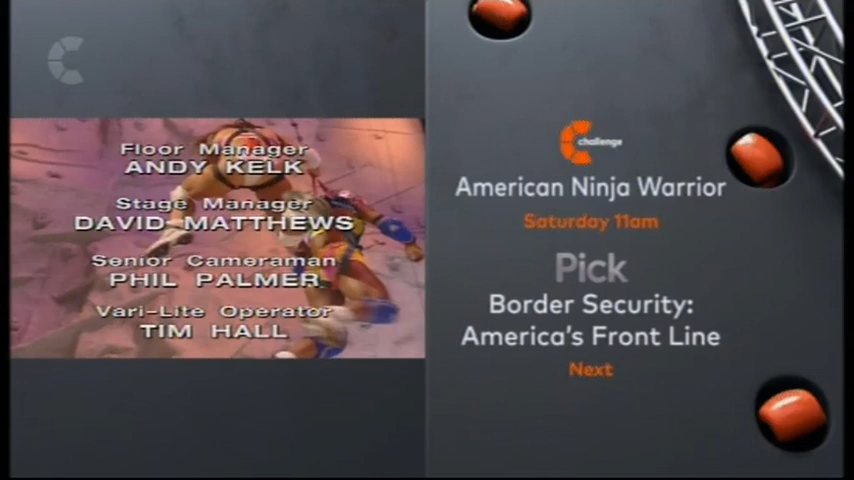 Floor Manager
ANDY KELK
Stage Manager
DAVID MATTHEWS
Senior Cameraman
PHIL PALMER
Vari-Lite Operator
TIM HALL
challenge
American Ninja Warrior
Saturday 11am
Pick
Border Security:
America's Front Line
Next